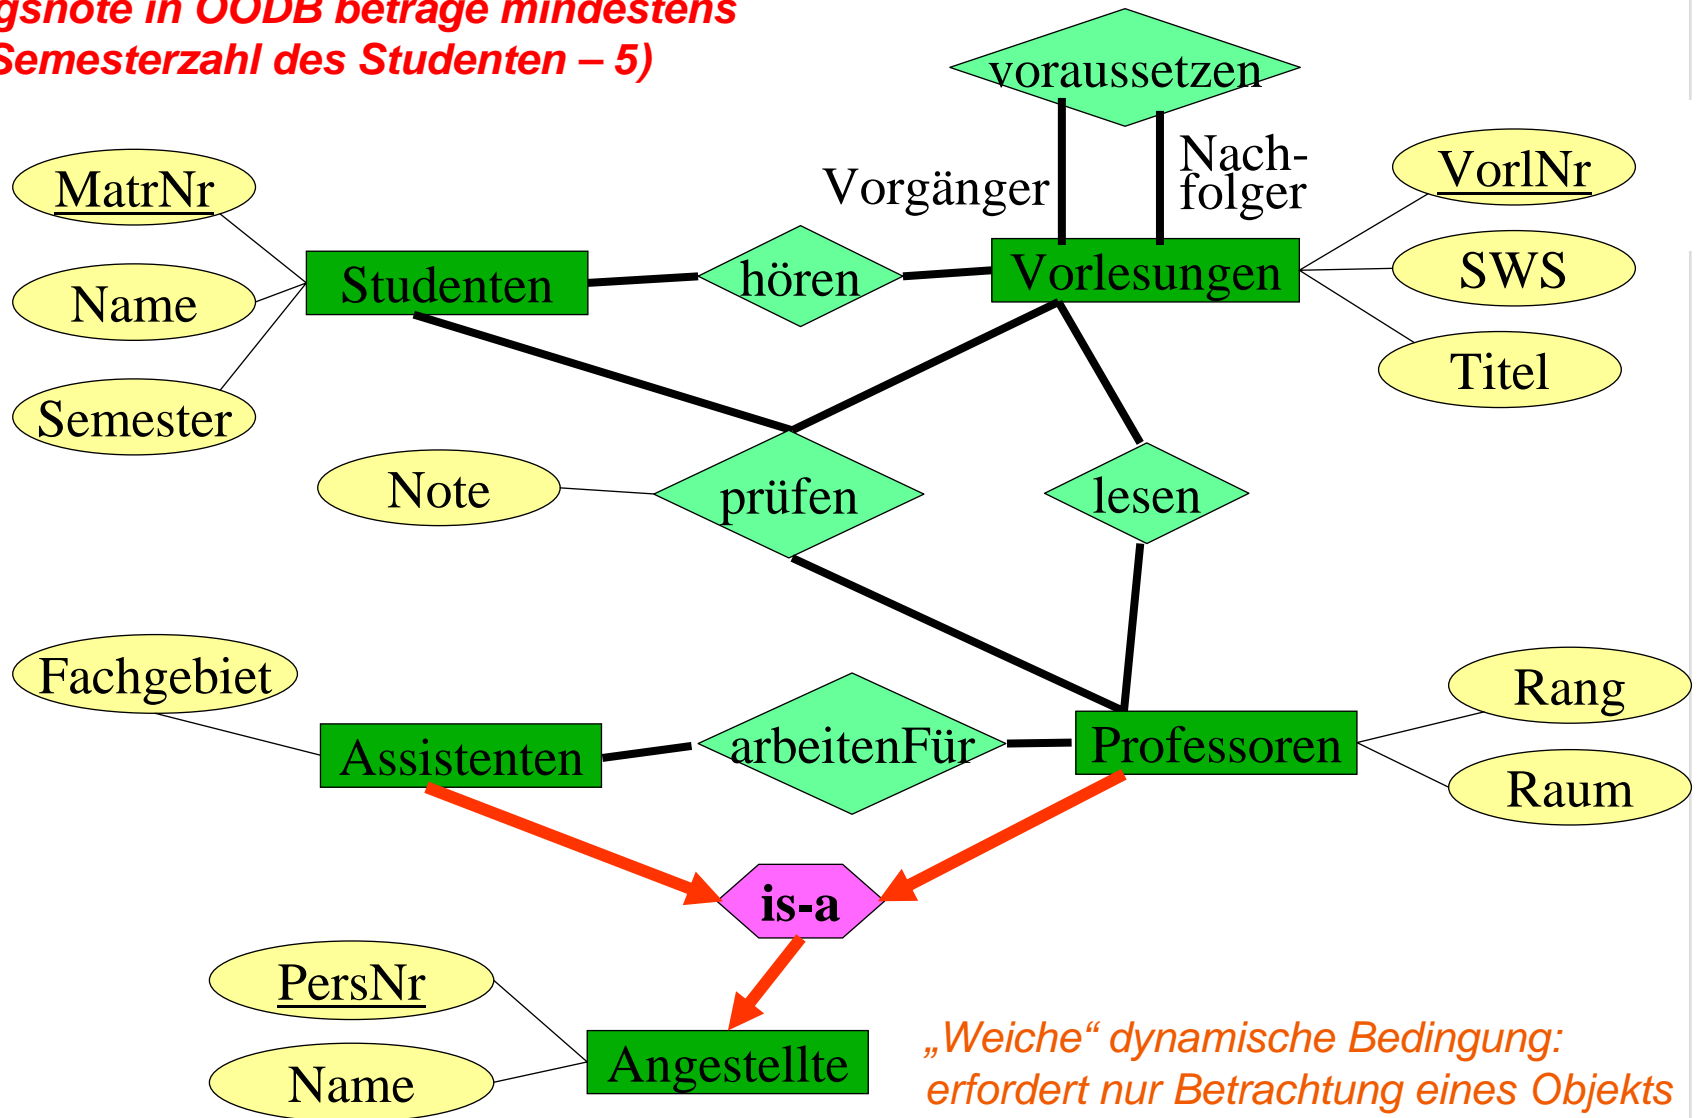 in OODB betrage mindestens
Semesterzahl des Studenten – 5)
voraussetzen
Vorgänger
Nach-
folger
MatrNr
Name
Semester
Studenten
hören
Vorlesungen
VorlNr
SWS
Titel
Note
prüfen
lesen
Fachgebiet
Assistenten
arbeitenFür
Professoren
Rang
Raum
is-a
PersNr
Name
Angestellte
„Weiche“ dynamische Bedingung:
erfordert nur Betrachtung eines Objekts